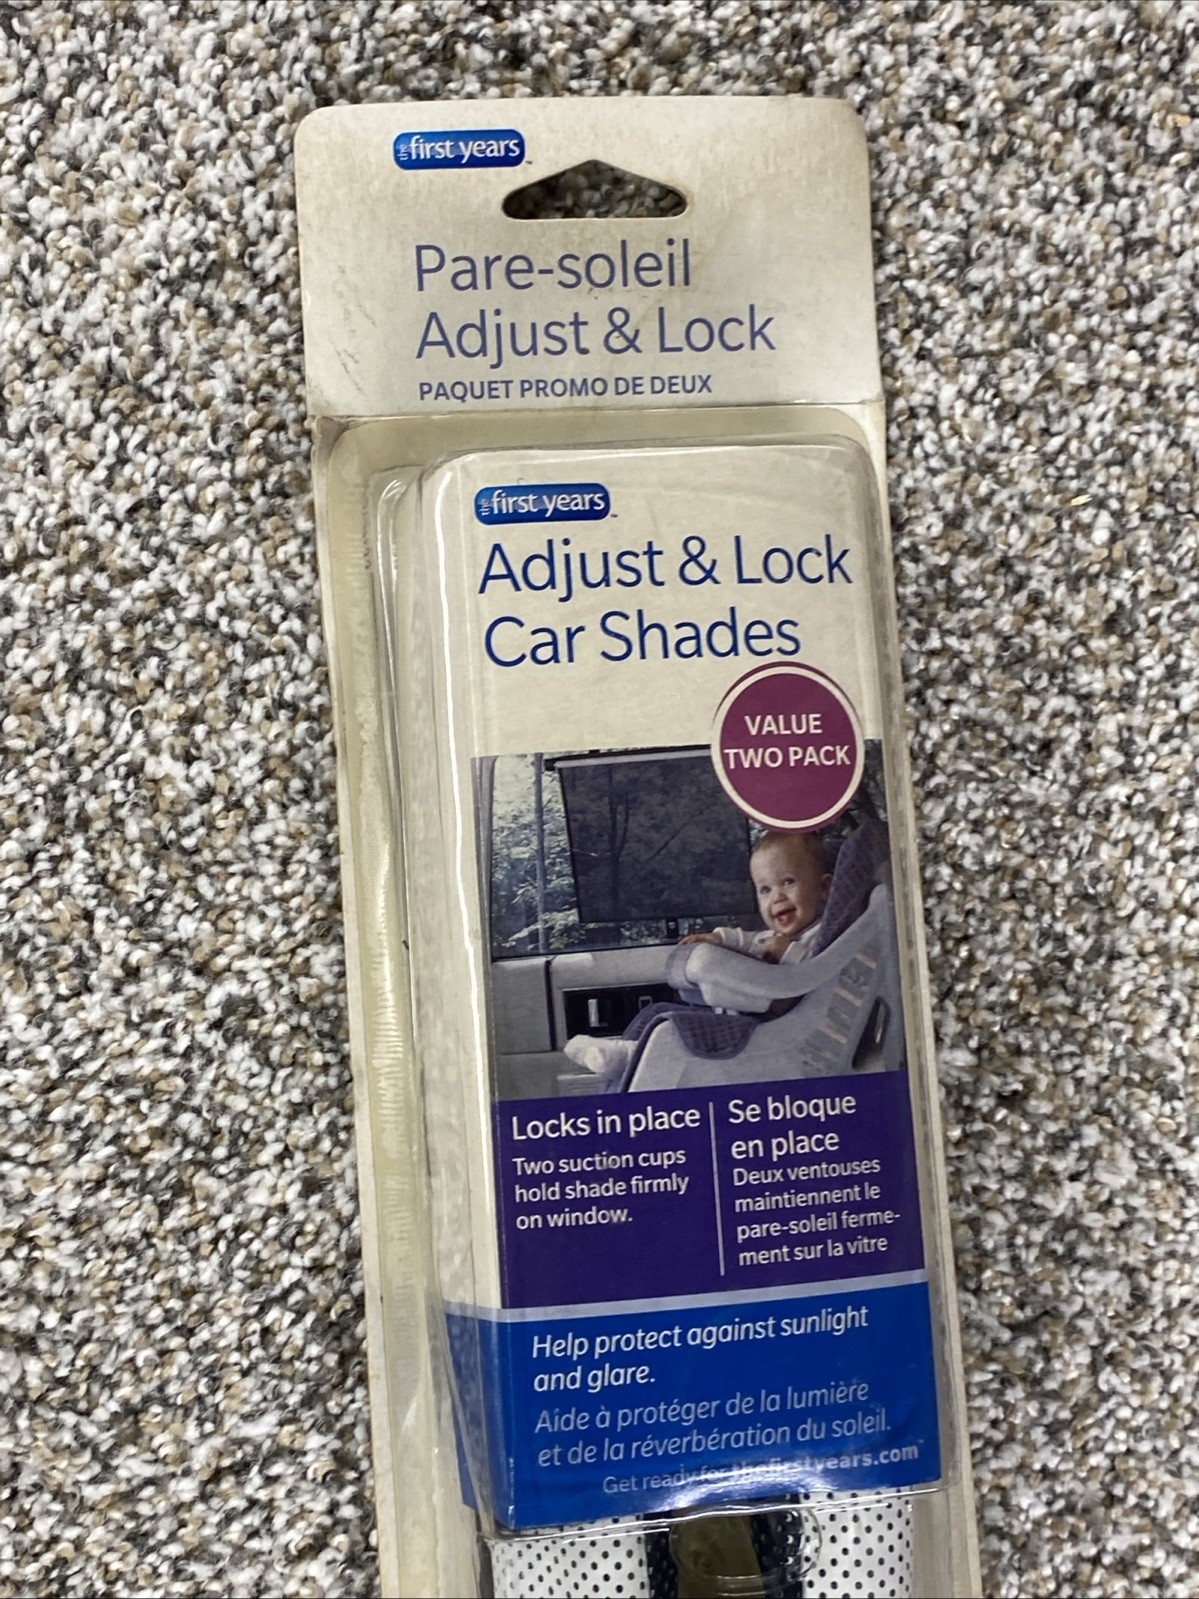 the first years™
Pare-soleil
Adjust & Lock
PAQUET PROMO DE DEUX
the first years™
Adjust & Lock
Car Shades
VALUE
TWO PACK
Locks in place
Two suction cups
hold shade firmly
on window.
Se bloque
en place
Deux ventouses
maintiennent le
pare-soleil ferme-
ment sur la vitre
Help protect against sunlight
and glare.
Aide à protéger de la lumière
et de la réverbération du soleil.
Get ready for thefirstyears.com™